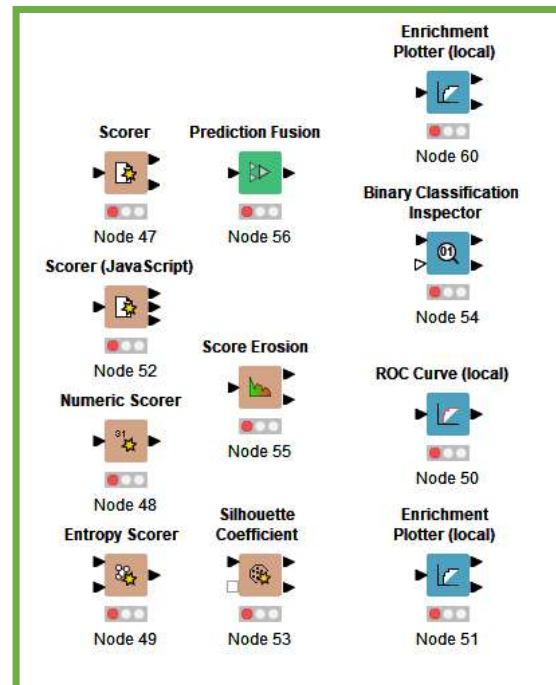 Enrichment
Plotter (local)
Node 60
Scorer
Node 47
Prediction Fusion
Node 56
Binary Classification
Inspector
01
Node 54
Scorer (JavaScript)
Node 52
Score Erosion
Node 55
ROC Curve (local)
Node 50
Numeric Scorer
31
Node 48
Entropy Scorer
Node 49
Silhouette
Coefficient
Node 53
Enrichment
Plotter (local)
Node 51